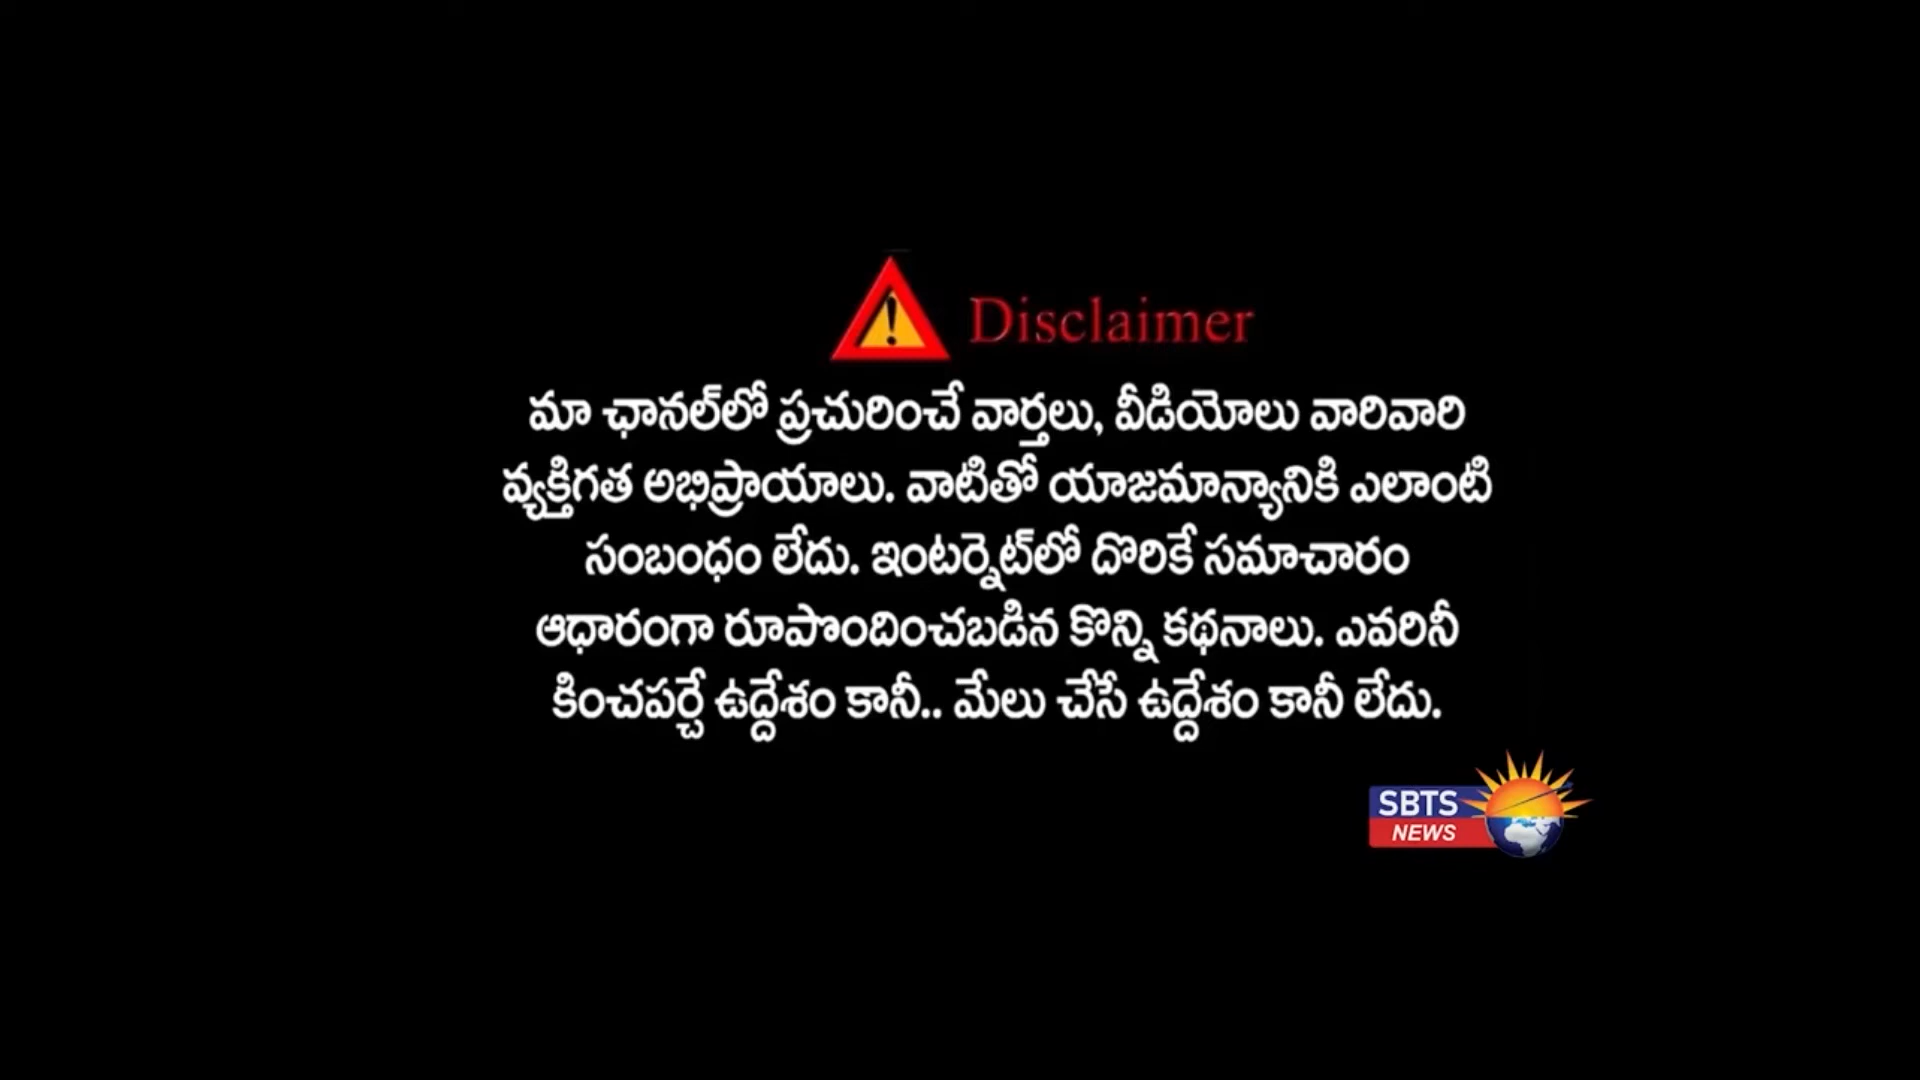 Disclaimer
మా ఛానల్‌లో ప్రచురించే వార్తలు, వీడియోలు వారివారి
వ్యక్తిగత అభిప్రాయాలు. వాటితో యాజమాన్యానికి ఎలాంటి
సంబంధం లేదు. ఇంటర్నెట్‌లో దొరికే సమాచారం
ఆధారంగా రూపొందించబడిన కొన్ని కథనాలు. ఎవరినీ
కించపర్చే ఉద్దేశం కానీ.. మేలు చేసే ఉద్దేశం కానీ లేదు.
SBTS
NEWS